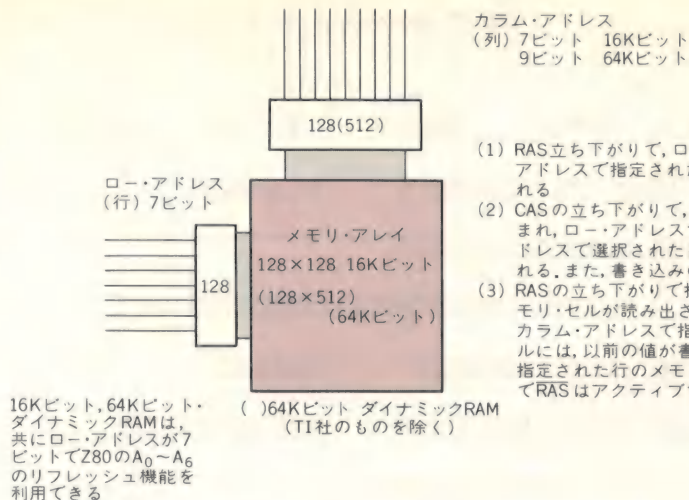 カラム・アドレス
(列) 7ビット 16Kビット
9ビット 64Kビット
128(512)
ロー・アドレス
(行) 7ビット
128
メモリ・アレイ
128×128 16Kビット
(128×512)
(64Kビット)
( )64Kビット ダイナミックRAM
(TI社のものを除く)
16Kビット,64Kビット・
ダイナミックRAMは,
共にロー・アドレスが7
ビットでZ80のA₀~A₆
のリフレッシュ機能を
利用できる
(1) RAS立ち下がりで,ロ
アドレスで指定された
れる
(2) CASの立ち下がりで,
まれ,ロー・アドレスで
ドレスで選択された
れる.また,書き込み
(3) RASの立ち下がりで
モリ・セルが読み出さ
カラム・アドレスで指
ルには,以前の値が書
指定された行のメモ
てRASはアクティブ